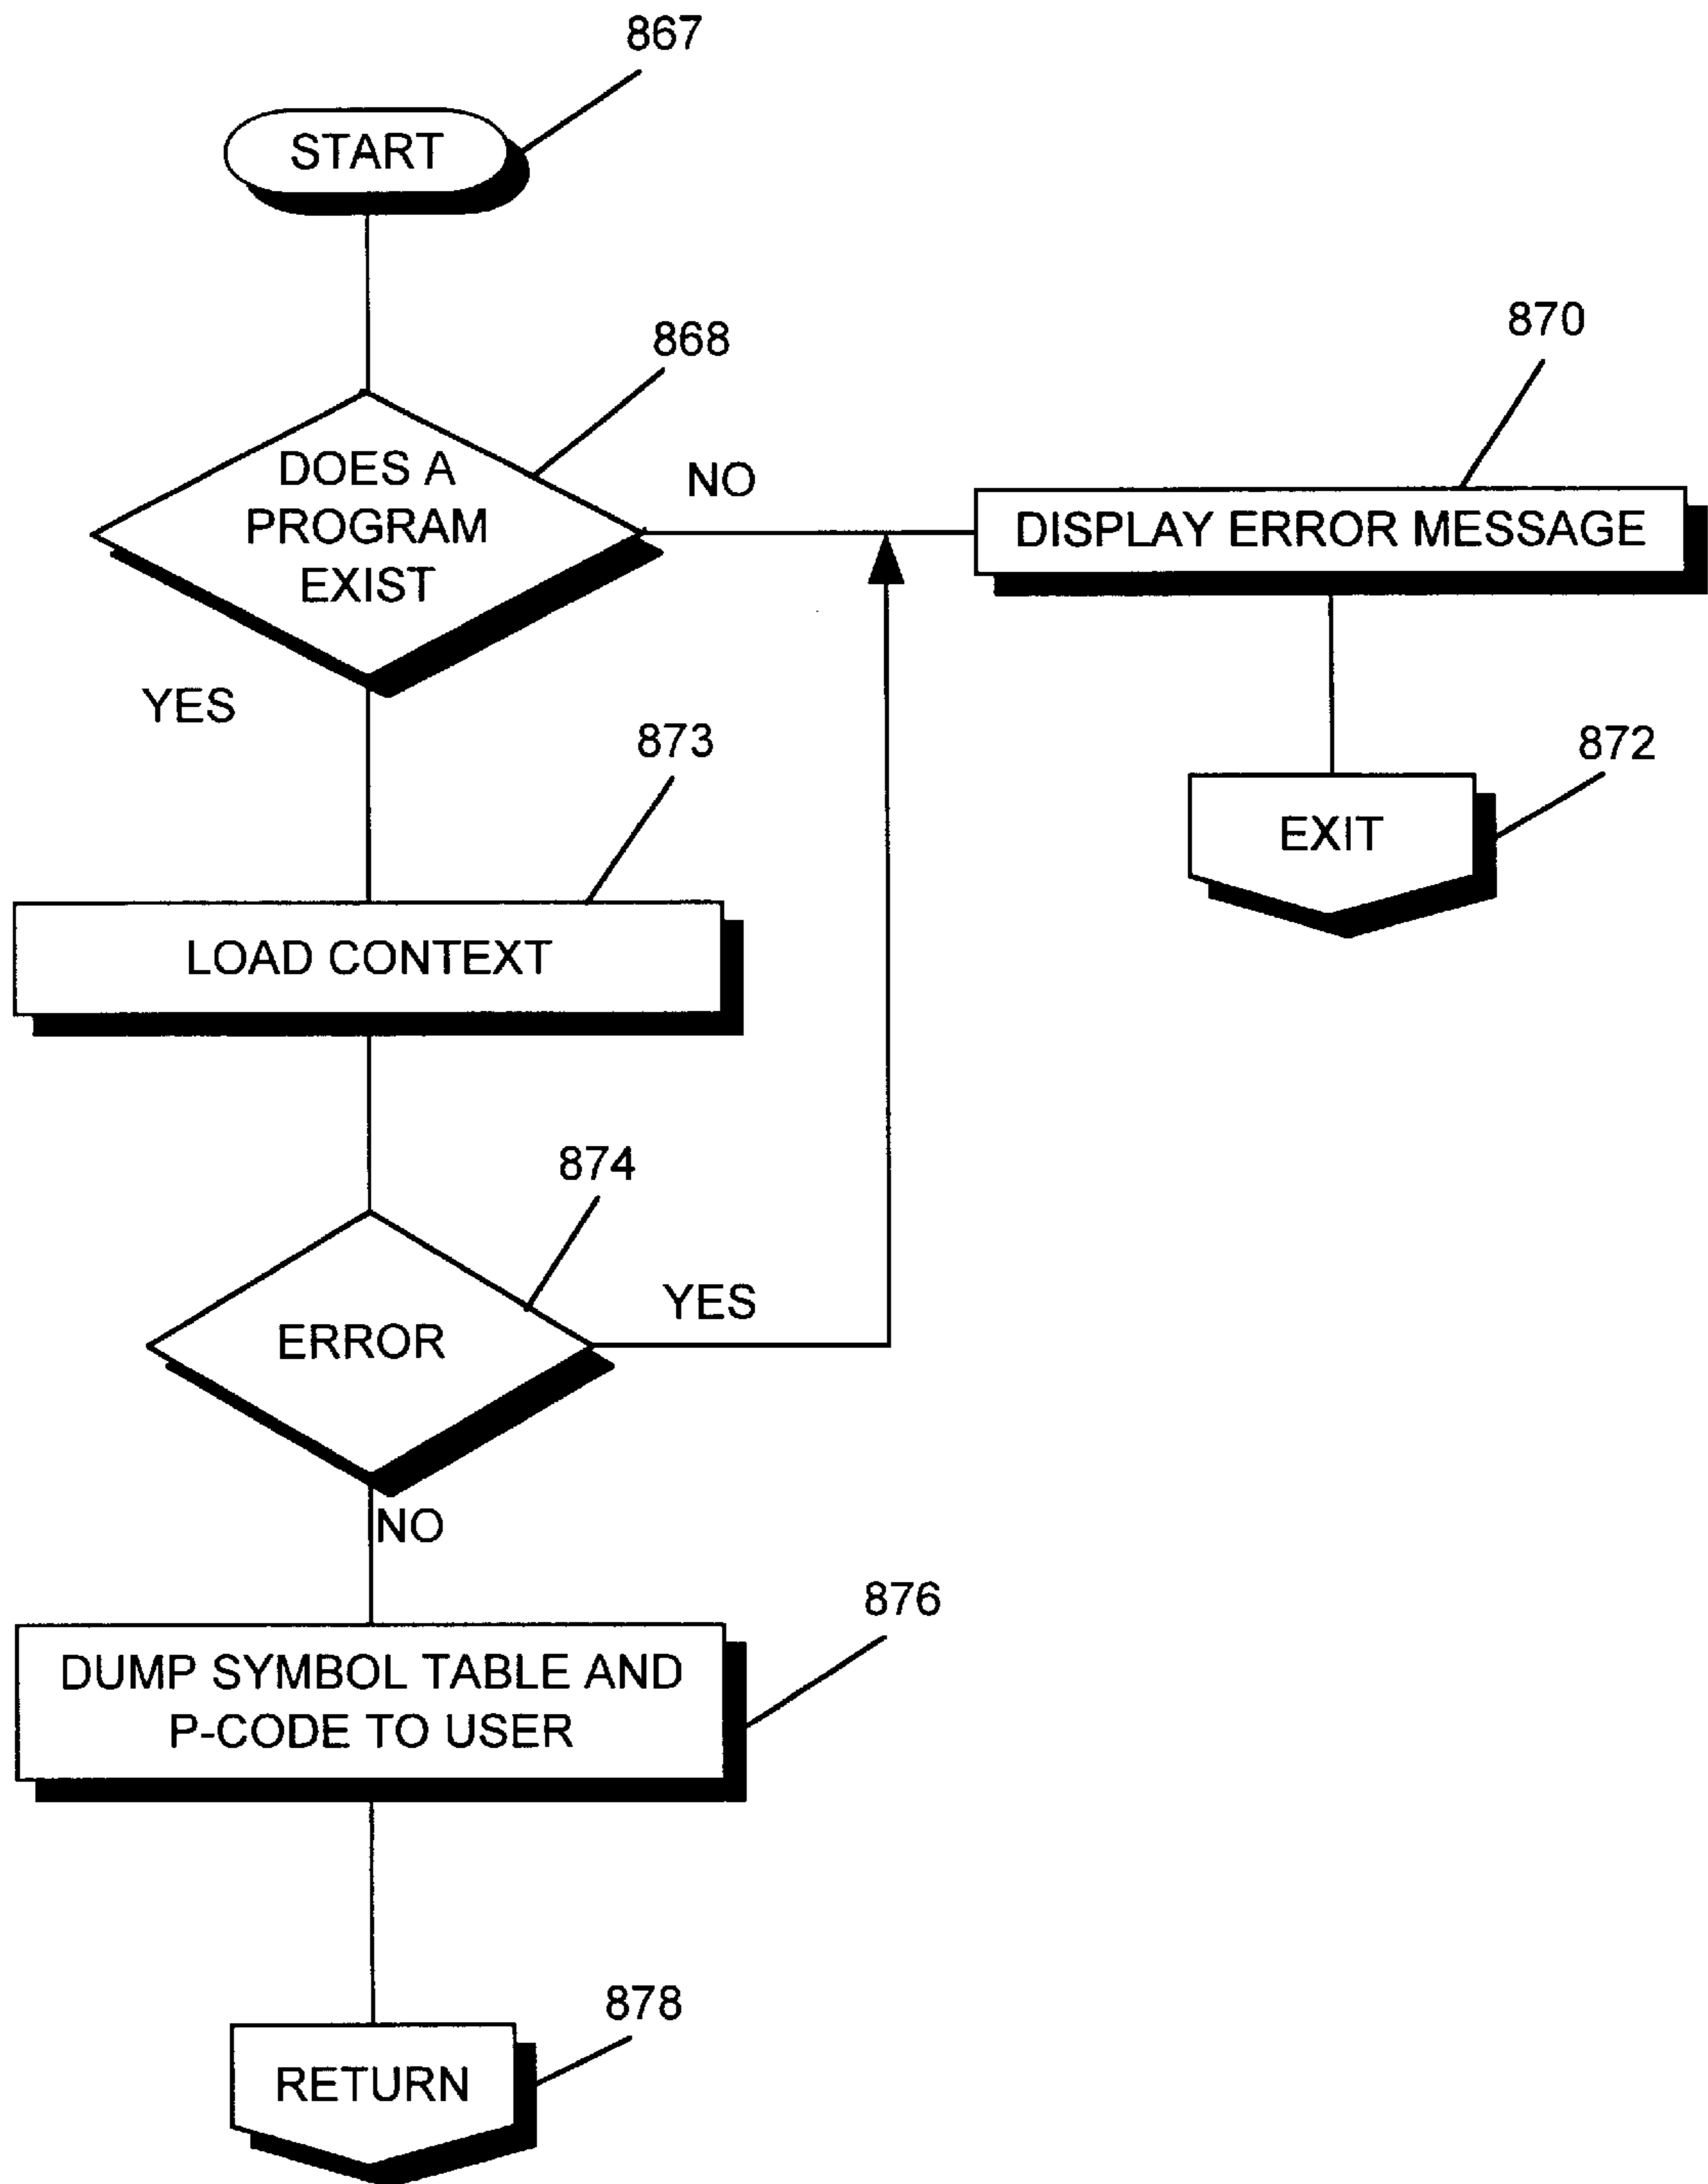 867
START
868
DOES A
PROGRAM
EXIST
NO
870
DISPLAY ERROR MESSAGE
YES
873
872
EXIT
LOAD CONTEXT
874
ERROR
YES
NO
876
DUMP SYMBOL TABLE AND
P-CODE TO USER
878
RETURN